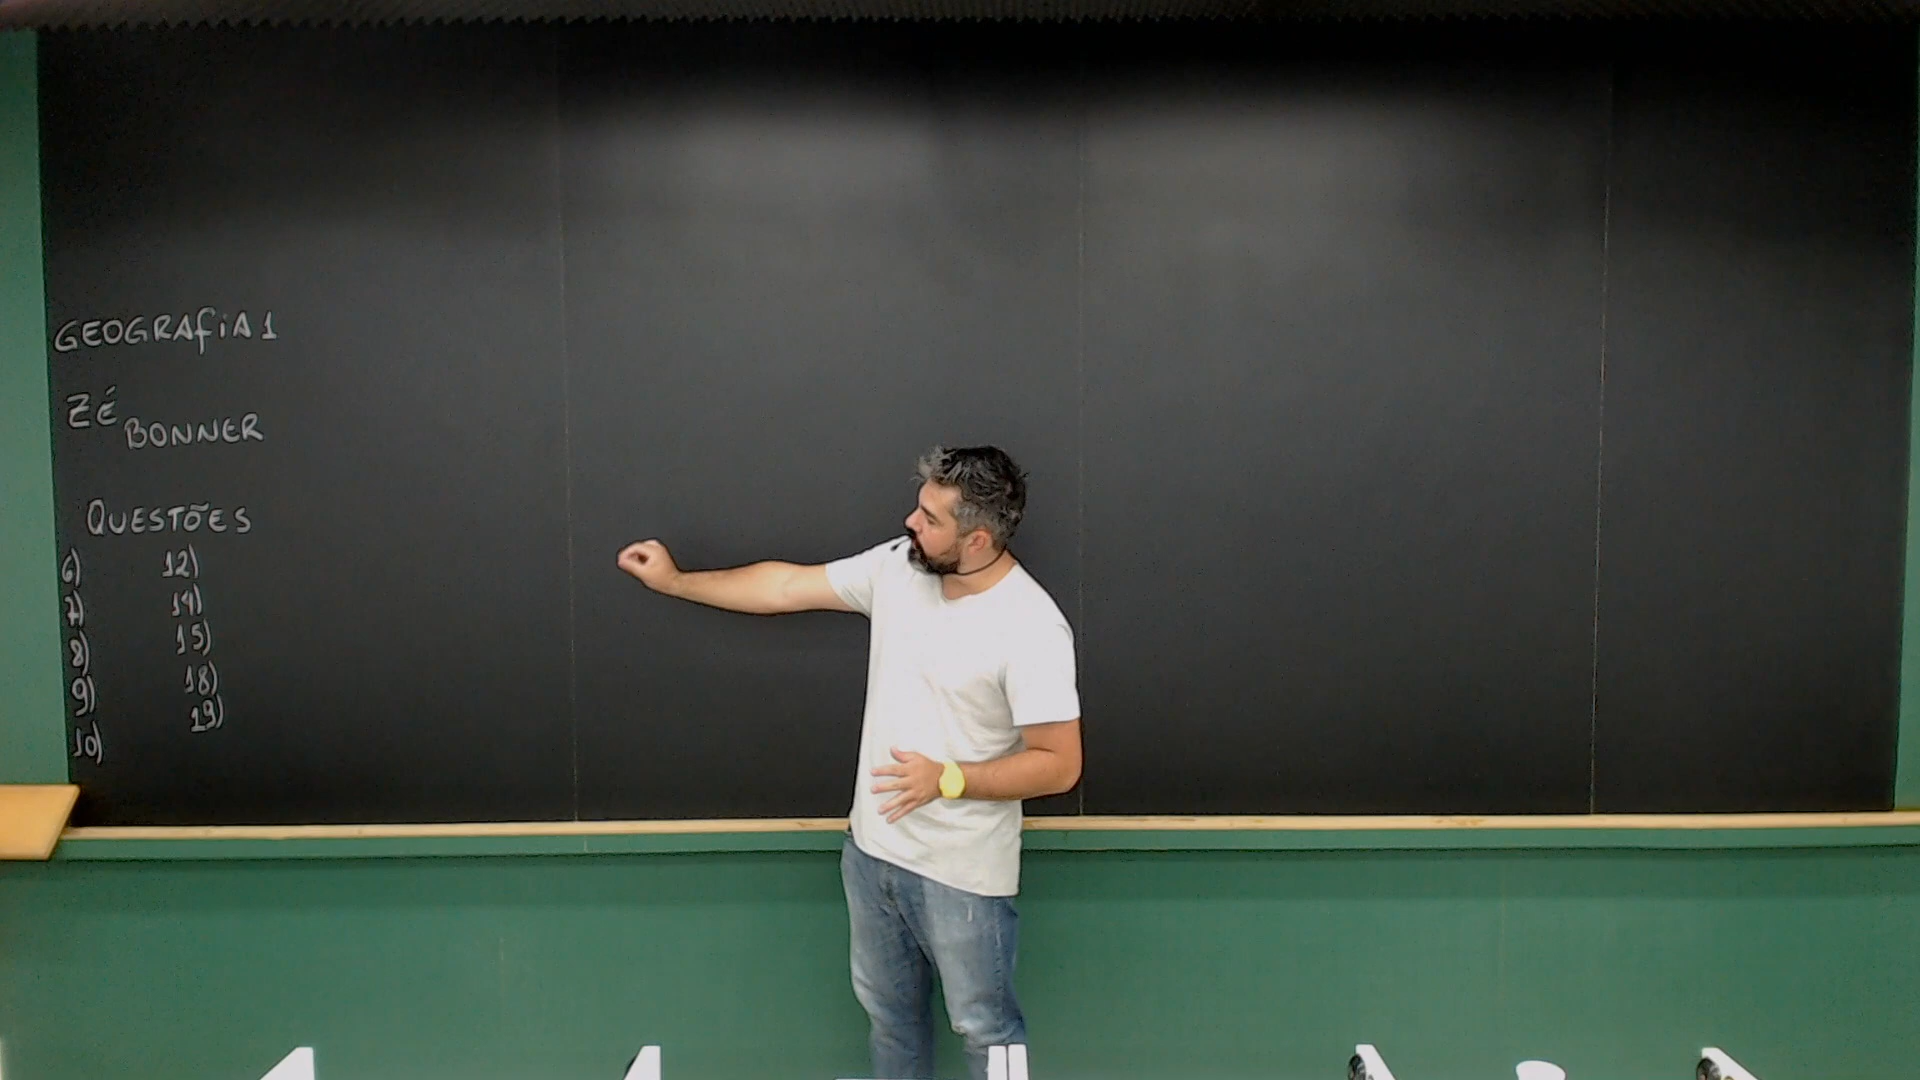 GEOGRAFiA 1
ZÉ
BONNER
QUESTÕES
6) 12)
7) 14)
8) 15)
9) 18)
10) 19)